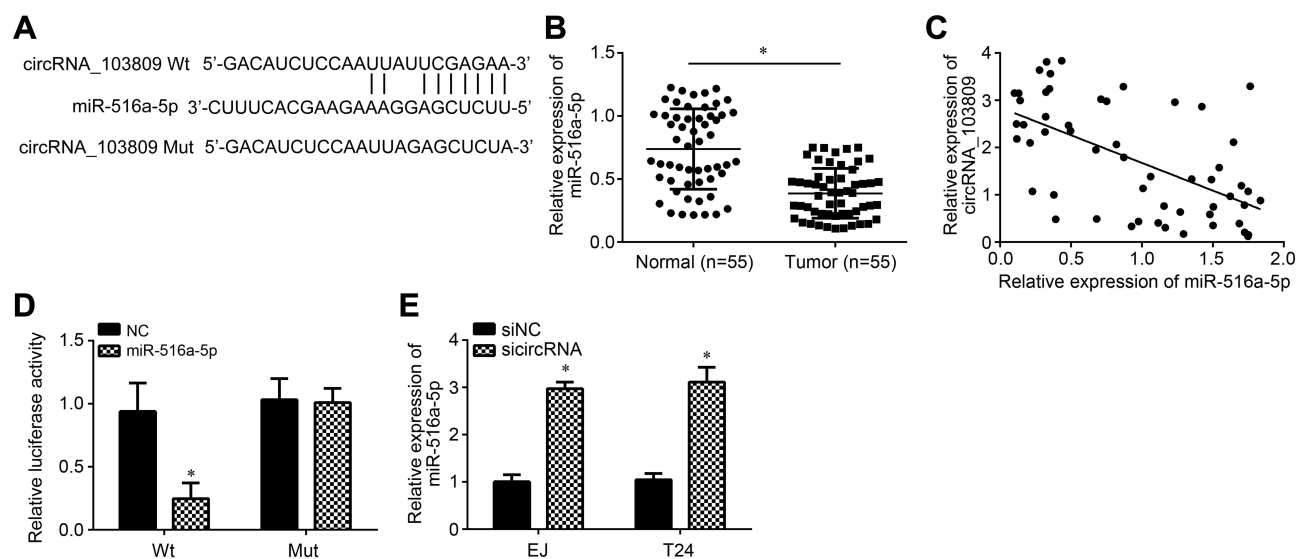 A
circRNA_103809 Wt 5'-GACAUCUCCAAUUAUUCGAGAA-3'
miR-516a-5p 3'-CUUUCACGAAGAAAGGAGCUCUU-5'
circRNA_103809 Mut 5'-GACAUCUCCAAUUAGAGCUCUA-3'
B
Relative expression of
miR-516a-5p
1.5
1.0
0.5
0.0
*
Normal (n=55)
Tumor (n=55)
C
Relative expression of
circRNA_103809
4
3
2
1
0
0.0
0.5
1.0
1.5
2.0
Relative expression of miR-516a-5p
D
NC
miR-516a-5p
Relative luciferase activity
1.5
1.0
0.5
0.0
*
Wt
Mut
E
siNC
sicircRNA
Relative expression of
miR-516a-5p
4
3
2
1
0
*
*
EJ
T24